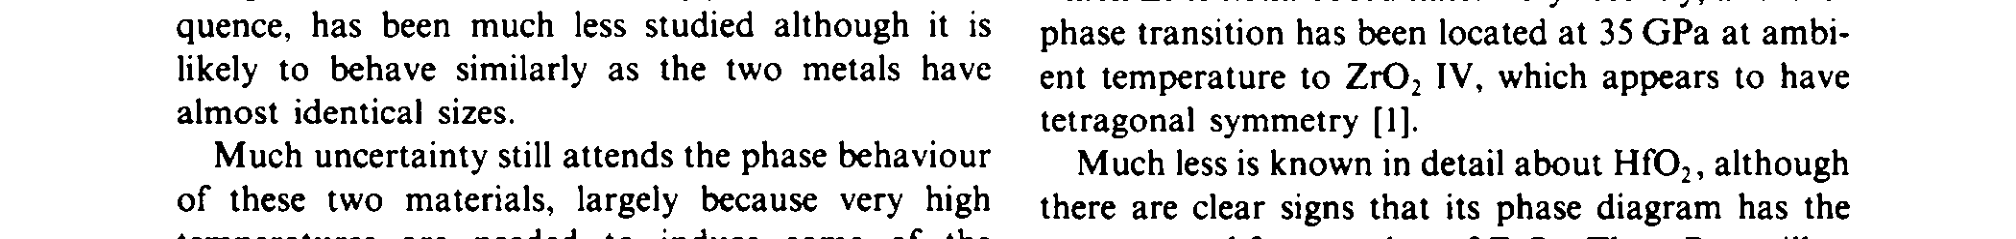 quence, has been much less studied although it is
likely to behave similarly as the two metals have
almost identical sizes.
Much uncertainty still attends the phase behaviour
of these two materials, largely because very high
phase transition has been located at 35 GPa at ambi-
ent temperature to ZrO₂ IV, which appears to have
tetragonal symmetry [1].
Much less is known in detail about HfO₂, although
there are clear signs that its phase diagram has the